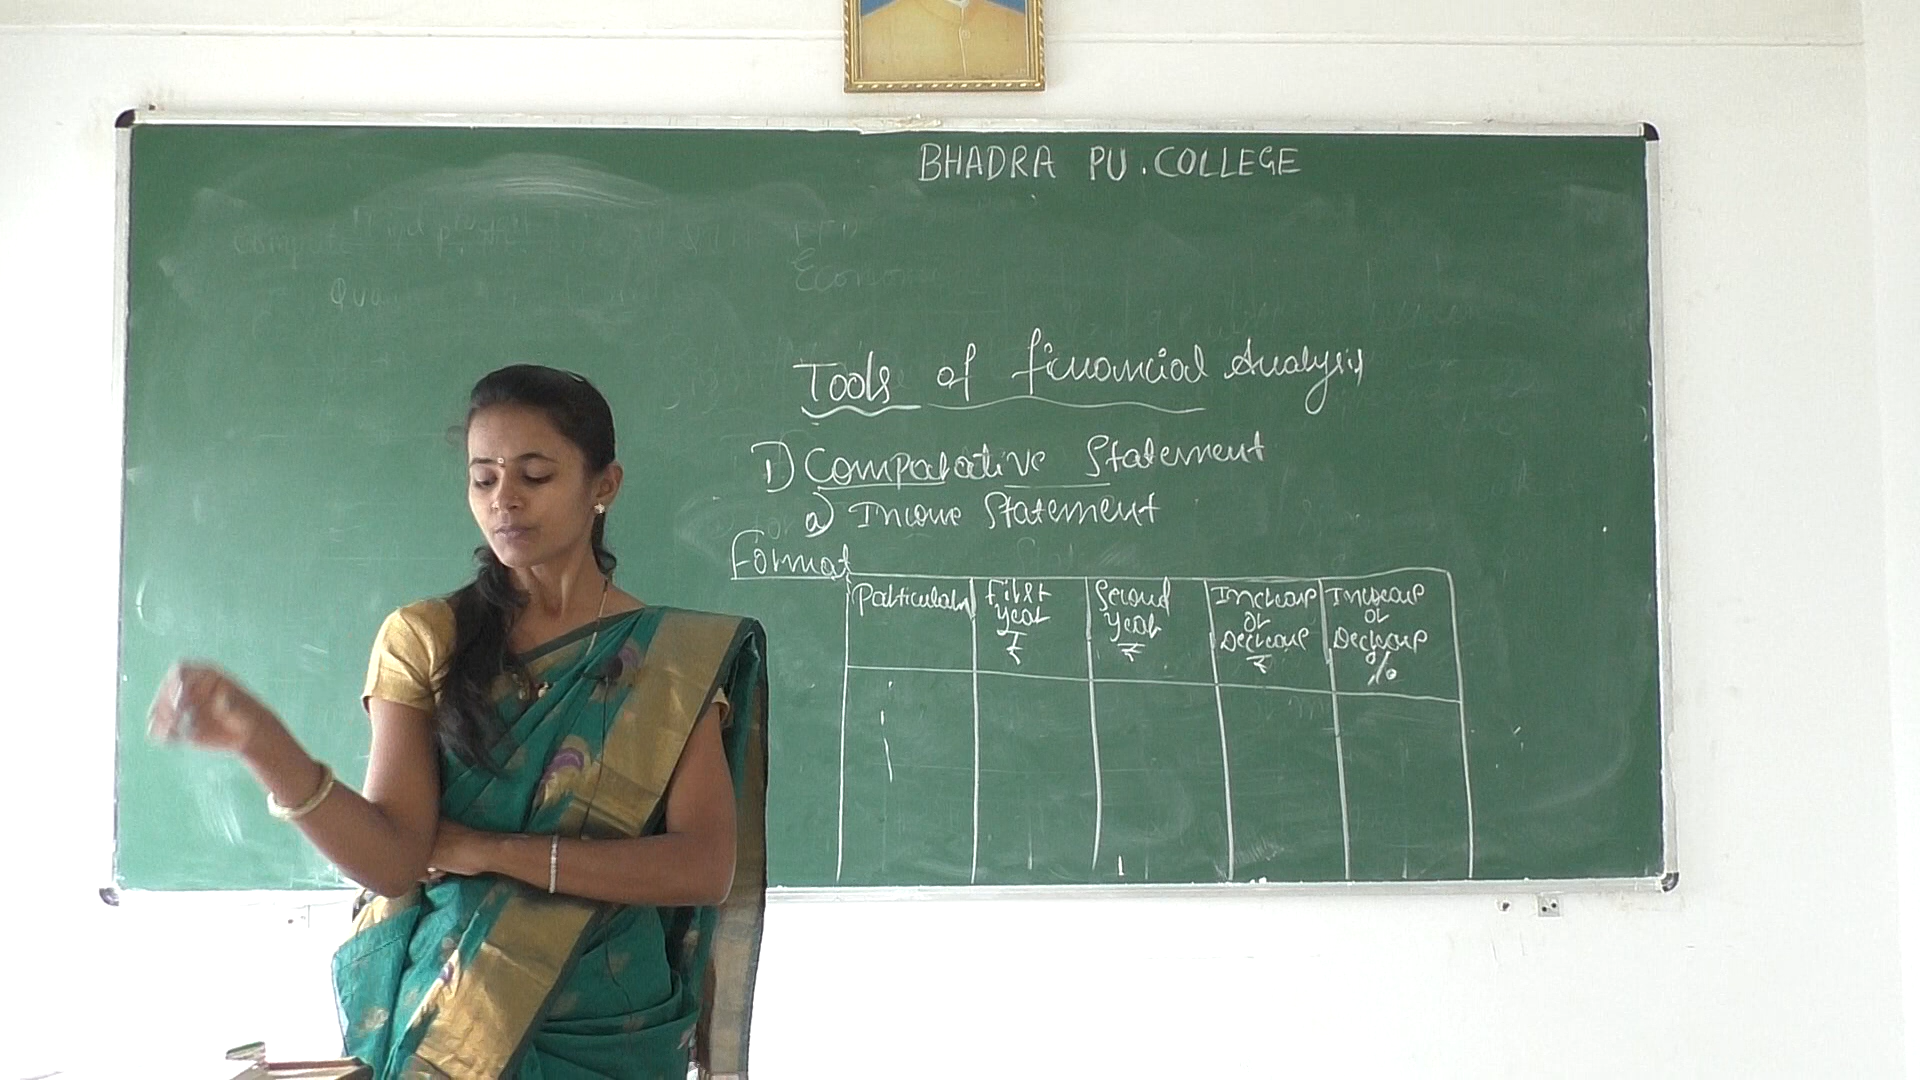 BHADRA PU.COLLEGE
Economi
Tools of financial Analysis
1) Comparative Statement
a) Income Statement
Format
Particulars
First year ₹
Second year ₹
Increase or Decrease ₹
Increase or Decrease %